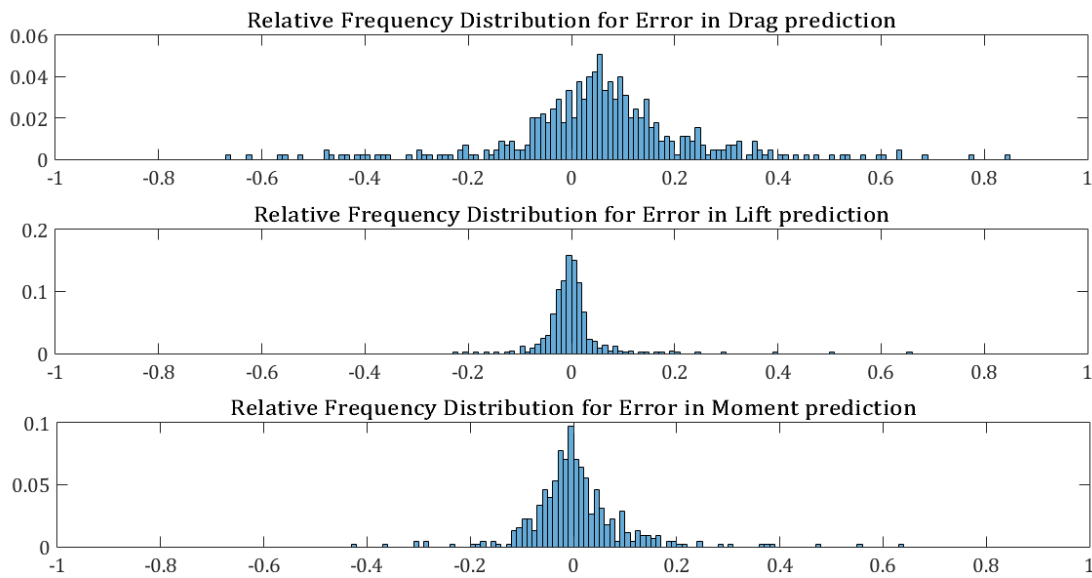 Relative Frequency Distribution for Error in Drag prediction
0.06
0.04
0.02
0
-1 -0.8 -0.6 -0.4 -0.2 0 0.2 0.4 0.6 0.8 1
Relative Frequency Distribution for Error in Lift prediction
0.2
0.1
0
-1 -0.8 -0.6 -0.4 -0.2 0 0.2 0.4 0.6 0.8 1
Relative Frequency Distribution for Error in Moment prediction
0.1
0.05
0
-1 -0.8 -0.6 -0.4 -0.2 0 0.2 0.4 0.6 0.8 1